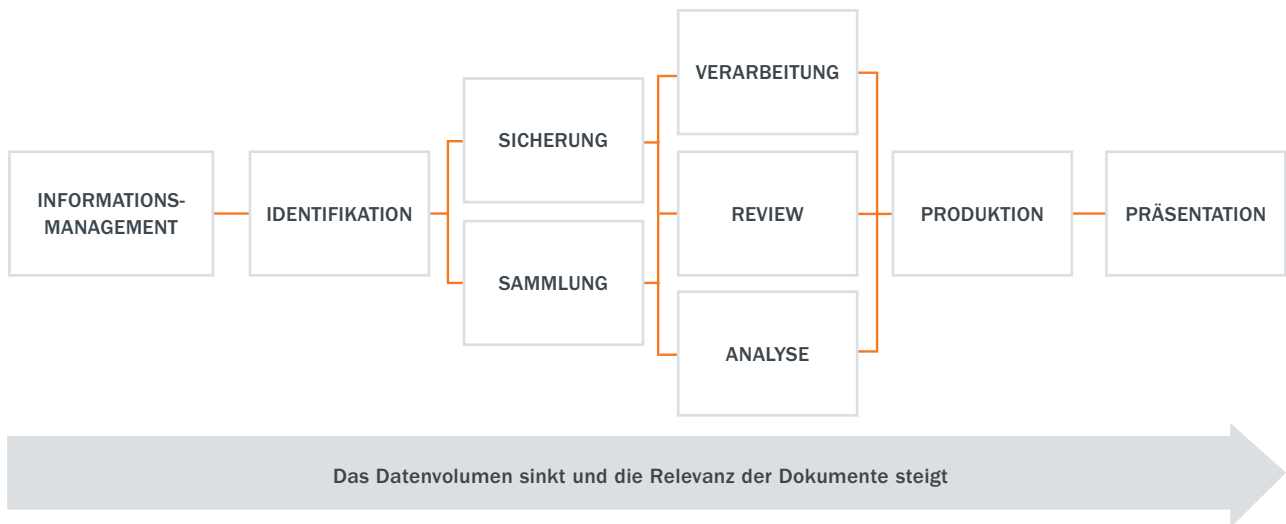 INFORMATIONS-
MANAGEMENT
IDENTIFIKATION
SICHERUNG
SAMMLUNG
VERARBEITUNG
REVIEW
ANALYSE
PRODUKTION
PRÄSENTATION
Das Datenvolumen sinkt und die Relevanz der Dokumente steigt